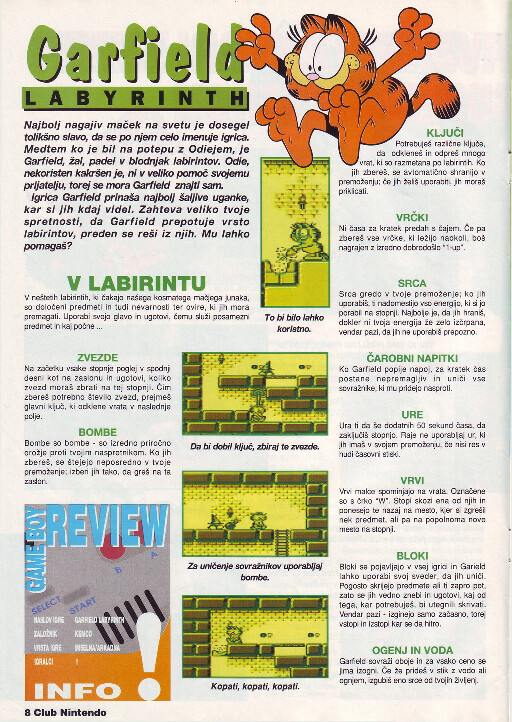 Garfield
LABYRINTH
Najbolj nagajiv maček na svetu je dosegel
tolikšno slavo, da se po njem celo imenuje igrica.
Medtem ko je bil na potepu z Odiejem, je
Garfield, žal, padel v blodnjak labirintov. Odie,
nekoristen kakršen je, ni v veliko pomoč svojemu
prijatelju, torej se mora Garfield znajti sam.
Igrica Garfield prinaša najbolj šaljive uganke,
kar si jih kdaj videl. Zahteva veliko tvoje
spretnosti, da Garfield prepotuje vrsto
labirintov, preden se reši iz njih. Mu lahko
pomagaš?
V LABIRINTU
V neštetih labirintih, ki čakajo našega kosmatega mačjega junaka,
so določeni predmeti in tudi nevarnosti ter ovire, ki jih mora
premagati. Uporabi svojo glavo in ugotovi, čemu služi posamezni
predmet in kaj počne ...
ZVEZDE
Na začetku vsake stopnje poglej v spodnji
desni kot na zaslonu in ugotovi, koliko
zvezd moraš zbrati na tej stopnji. Čim
zbereš potrebno število zvezd, prejmeš
glavni ključ, ki odklene vrata v naslednje
polje.
BOMBE
Bombe so bombe - so izredno priročno
orožje proti tvojim nasprotnikom. Ko jih
zbereš, se štejejo neposredno v tvoje
premoženje; izberi jih tako, da greš na ta
zaslon.
GAME BOY
REVIEW
B
A
SELECT
START
NASLOV IGRE GARFIELD LABYRINTH
ZALOŽNIK KEMCO
VRSTA IGRE MISELNA/ARKADNA
IGRALCI 1
INFO !
To bi bilo lahko
koristno.
Da bi dobil ključ, zbiraj te zvezde.
Za uničenje sovražnikov uporabljaj
bombe.
Kopati, kopati, kopati.
KLJUČI
Potrebuješ različne ključe,
da odkleneš in odpreš mnogo
vrat, ki so razmetana po labirintu. Ko
jih zbereš, se avtomatično shranijo v
premoženju; če jih želiš uporabiti, jih moraš
priklicati.
VRČKI
Ni časa za kratek predah s čajem. Če pa
zbereš vse vrčke, ki ležijo naokoli, boš
nagrajen z izredno dobrodošlo "1-up".
SRCA
Srca gredo v tvoje premoženje; ko jih
uporabiš, ti nadomestijo vso energijo, ki si jo
porabil na stopnji. Najbolje je, da jih hraniš,
dokler ni tvoja energija že zelo izčrpana,
vendar pazi, da jih ne uporabiš prepozno.
ČAROBNI NAPITKI
Ko Garfield popije napoj, za kratek čas
postane nepremagljiv in uniči vse
sovražnike, ki mu pridejo nasproti.
URE
Ura ti da še dodatnih 50 sekund časa, da
zaključiš stopnjo. Raje ne uporabljaj ur, ki
jih imaš v svojem premoženju, če nisi res v
hudi časovni stiski.
VRVI
Vrvi malce spominjajo na vrata. Označene
so s črko "W". Stopi skozi ena od njih in
ponesejo te nazaj na mesto, kjer si zgrešil
nek predmet, ali pa na popolnoma novo
mesto na stopnji.
BLOKI
Bloki se pojavljajo v vsej igrici in Garield
lahko uporabi svoj sveder, da jih uniči.
Pogosto skrijejo predmete ali ti zapro pot,
zato se jih vedno znebi in ugotovi, kaj od
tega, kar potrebuješ, bi utegnili skrivati.
Vendar pazi - izginejo samo začasno, torej
vstopi in izstopi kar se da hitro.
OGENJ IN VODA
Garfield sovraži oboje in za vsako ceno se
jima izogni. Če že prideš v stik z vodo ali
ognjem, izgubiš eno srce od tvojih življenj.
8 Club Nintendo